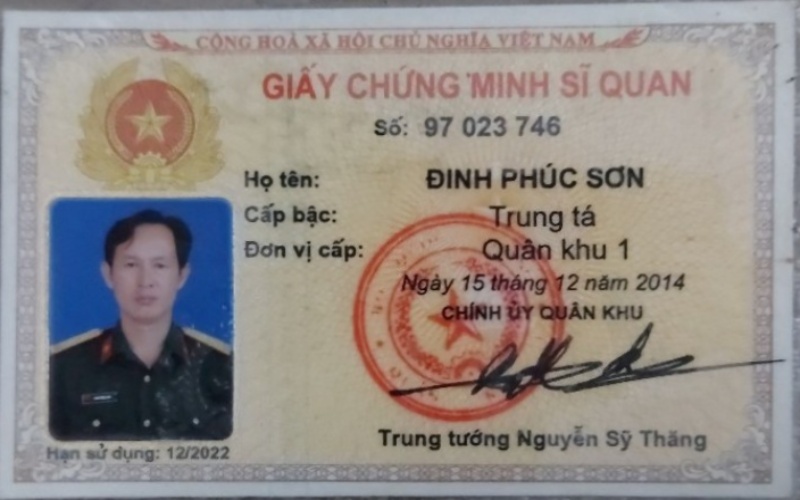 CỘNG HOÀ XÃ HỘI CHỦ NGHĨA VIỆT NAM
GIẤY CHỨNG MINH SĨ QUAN
Số: 97 023 746
Họ tên: ĐINH PHÚC SƠN
Cấp bậc: Trung tá
Đơn vị cấp: Quân khu 1
Ngày 15 tháng 12 năm 2014
CHÍNH ỦY QUÂN KHU
Trung tướng Nguyễn Sỹ Thăng
Hạn sử dụng: 12/2022